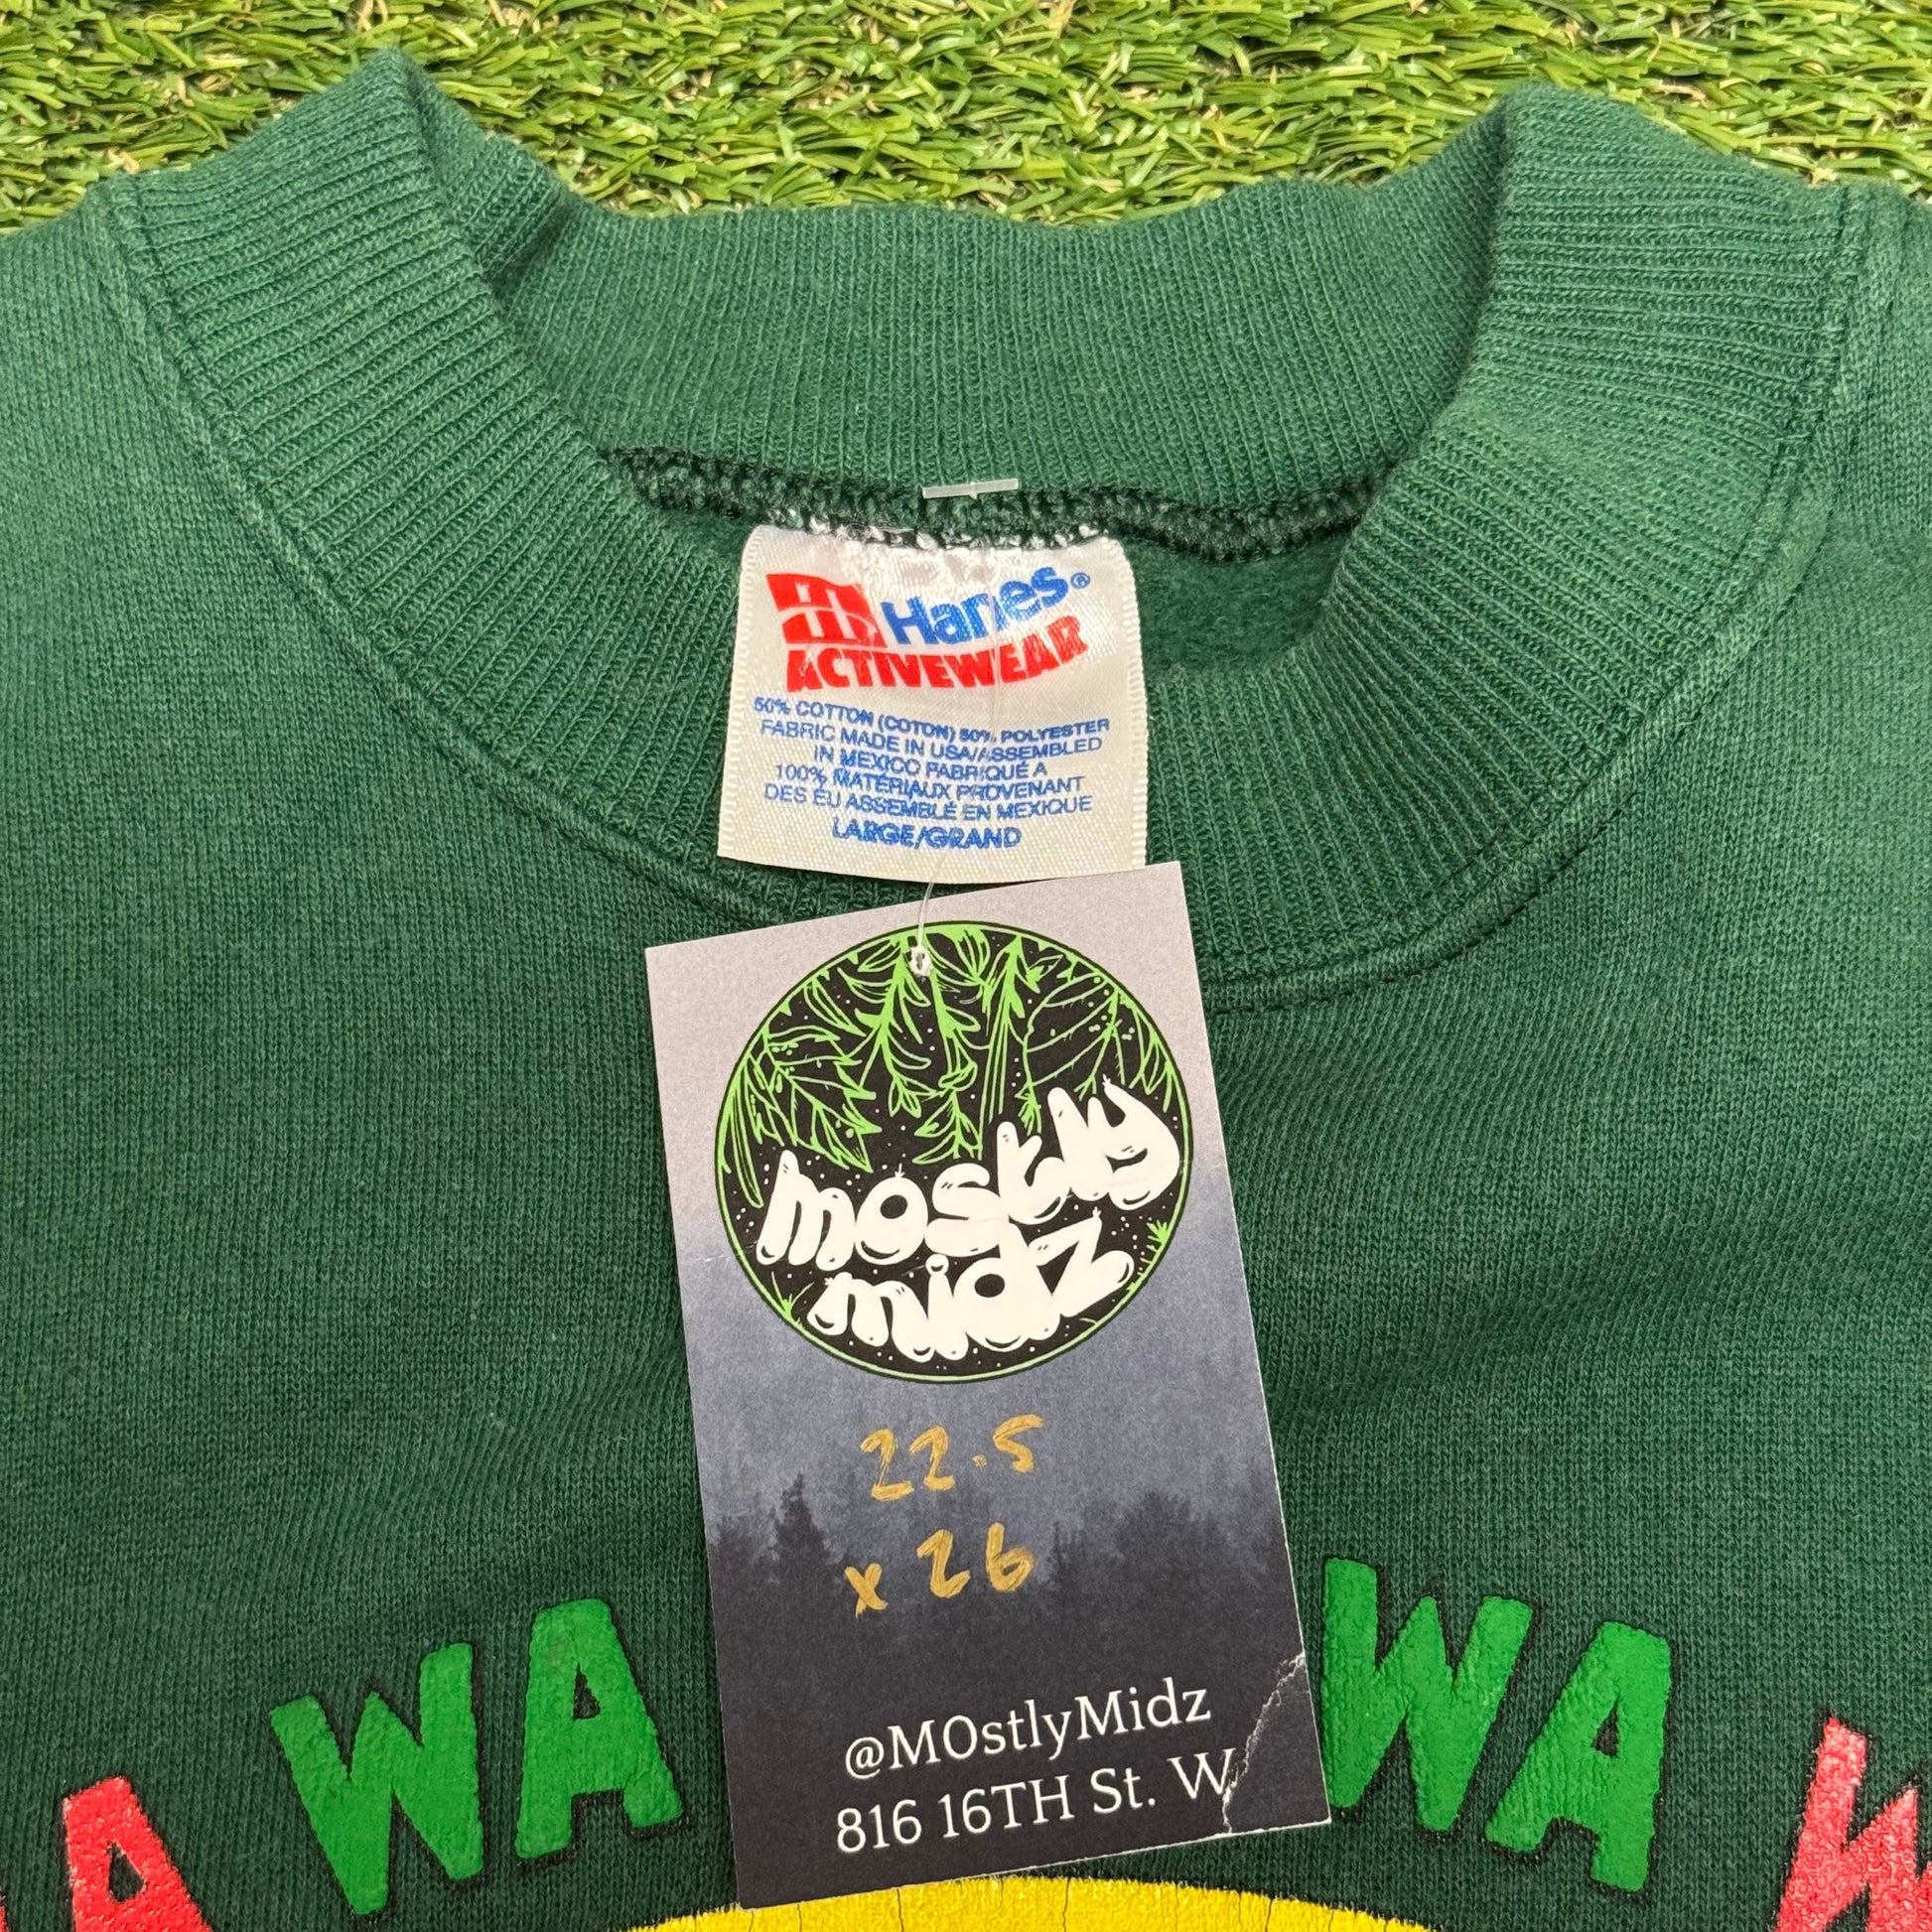 Hanes®
ACTIVEWEAR
50% COTTON (COTON) 50% POLYESTER
FABRIC MADE IN USA/ASSEMBLED
IN MEXICO FABRIQUÉ A
100% MATÉRIAUX PROVENANT
DES ÉU ASSEMBLÉ EN MEXIQUE
LARGE/GRAND
mostly
midz
22.5
x 26
@MOstlyMidz
816 16TH St. W
WA WA